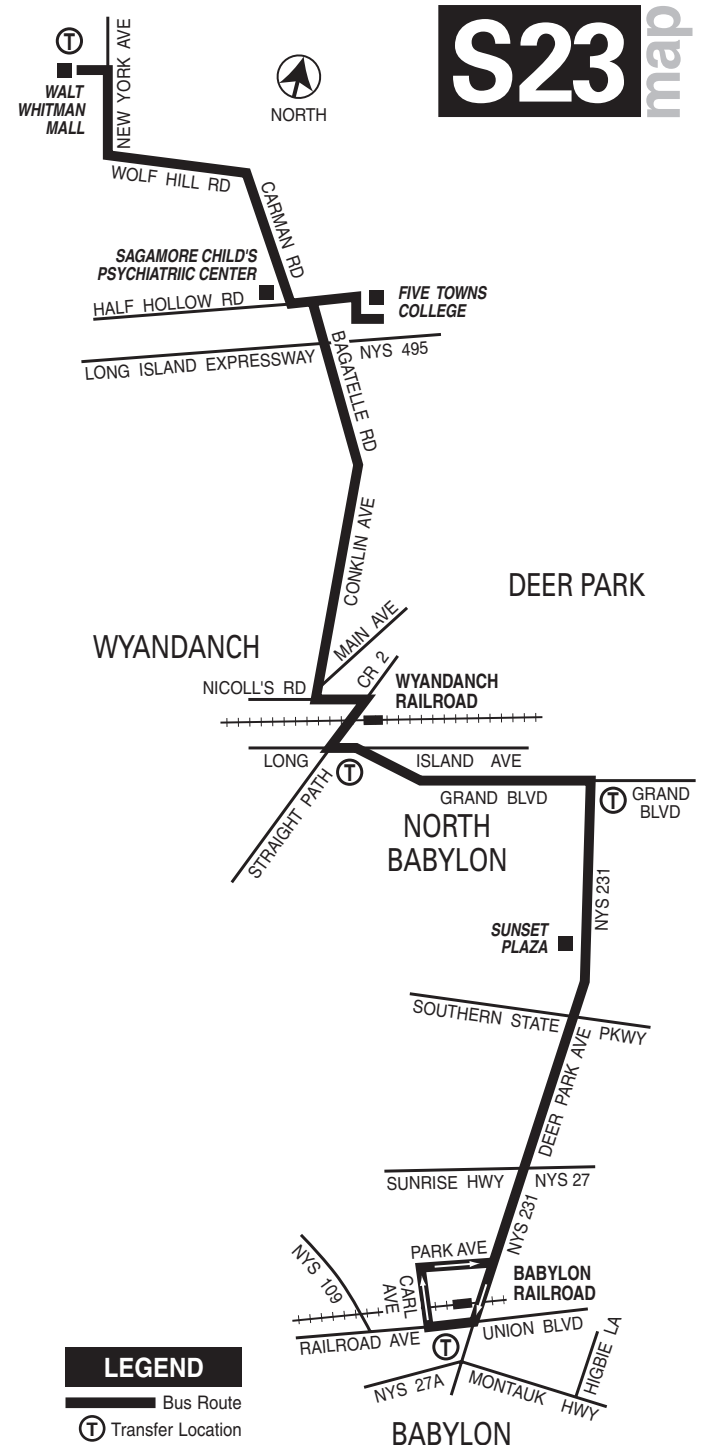 S23
map
T
WALT
WHITMAN
MALL
NEW YORK AVE
NORTH
WOLF HILL RD
CARMAN RD
SAGAMORE CHILD'S
PSYCHIATRIIC CENTER
HALF HOLLOW RD
FIVE TOWNS
COLLEGE
LONG ISLAND EXPRESSWAY
NYS 495
BAGATELLE RD
CONKLIN AVE
DEER PARK
WYANDANCH
MAIN AVE
CR 2
NICOLL'S RD
WYANDANCH
RAILROAD
LONG ISLAND AVE
T
STRAIGHT PATH
GRAND BLVD
T
GRAND
BLVD
NORTH
BABYLON
NYS 231
SUNSET
PLAZA
SOUTHERN STATE PKWY
DEER PARK AVE
SUNRISE HWY
NYS 27
NYS 231
PARK AVE
NYS 109
CARL
AVE
BABYLON
RAILROAD
RAILROAD AVE
T
UNION BLVD
HIGBIE LA
NYS 27A
MONTAUK HWY
BABYLON
LEGEND
Bus Route
T Transfer Location